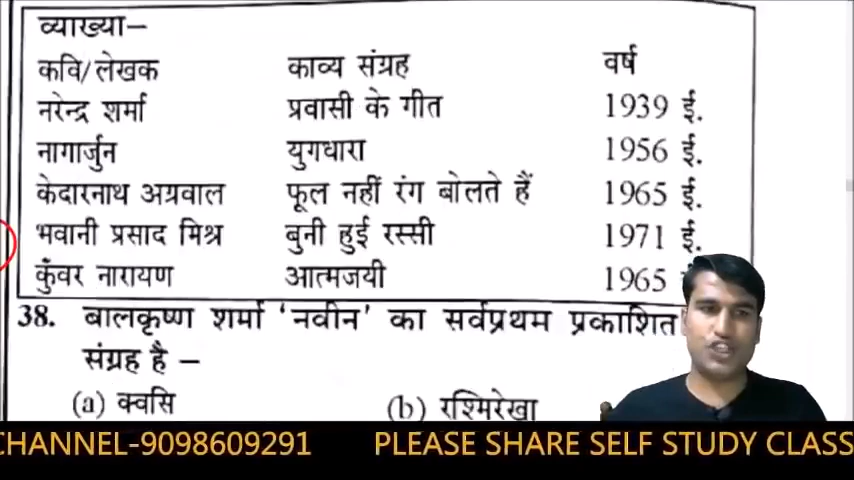 व्याख्या–
कवि/लेखक काव्य संग्रह वर्ष
नरेन्द्र शर्मा प्रवासी के गीत 1939 ई.
नागार्जुन युगधारा 1956 ई.
केदारनाथ अग्रवाल फूल नहीं रंग बोलते हैं 1965 ई.
भवानी प्रसाद मिश्र बुनी हुई रस्सी 1971 ई.
कुँवर नारायण आत्मजयी 1965
38. बालकृष्ण शर्मा 'नवीन' का सर्वप्रथम प्रकाशित
संग्रह है –
(a) क्वसि (b) रश्मिरेखा
CHANNEL-9098609291 PLEASE SHARE SELF STUDY CLASS